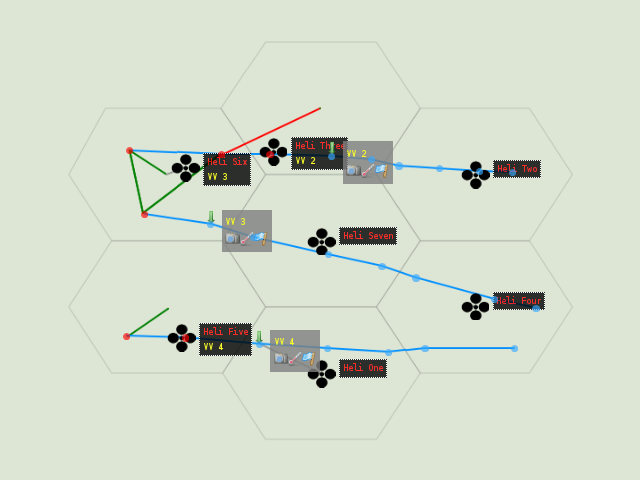 Heli Three
VV 2
VV 2
Heli Six
VV 3
Heli Two
VV 3
Heli Seven
Heli Four
Heli Five
VV 4
VV 4
Heli One